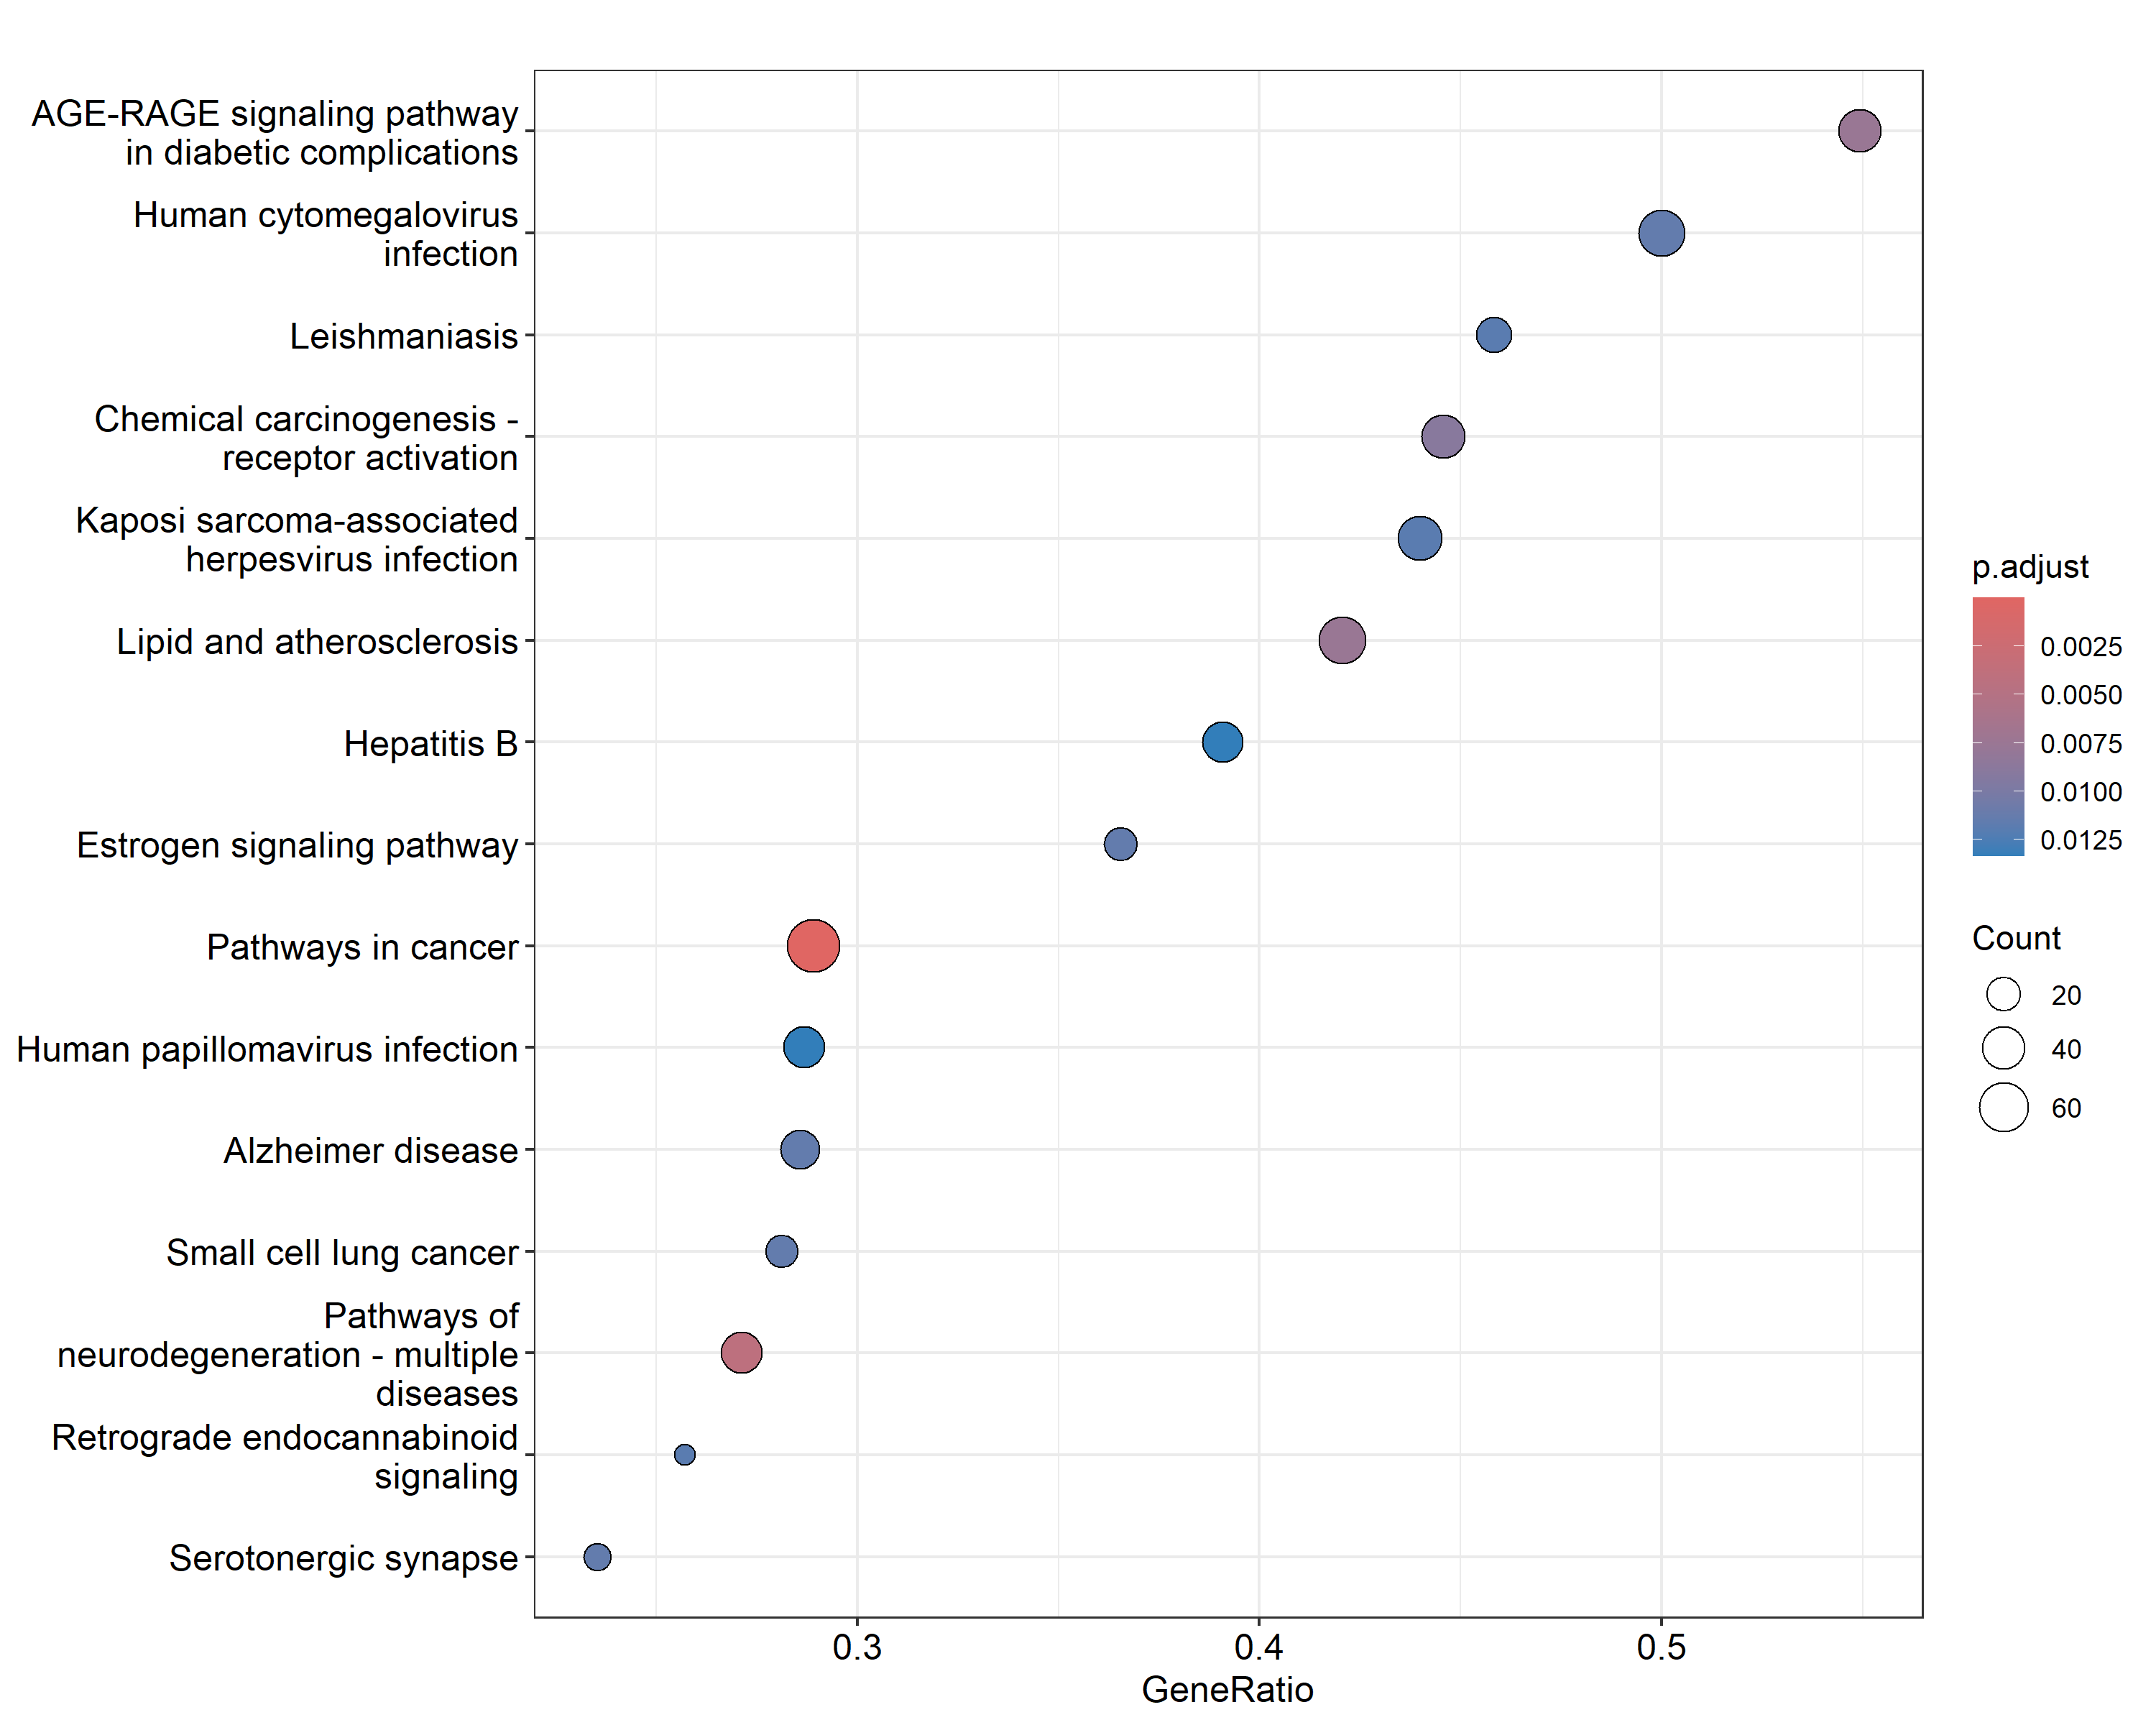 AGE-RAGE signaling pathway
in diabetic complications
Human cytomegalovirus
infection
Leishmaniasis
Chemical carcinogenesis -
receptor activation
Kaposi sarcoma-associated
herpesvirus infection
Lipid and atherosclerosis
Hepatitis B
Estrogen signaling pathway
Pathways in cancer
Human papillomavirus infection
Alzheimer disease
Small cell lung cancer
Pathways of
neurodegeneration - multiple
diseases
Retrograde endocannabinoid
signaling
Serotonergic synapse
0.3
0.4
0.5
GeneRatio
p.adjust
0.0025
0.0050
0.0075
0.0100
0.0125
Count
20
40
60